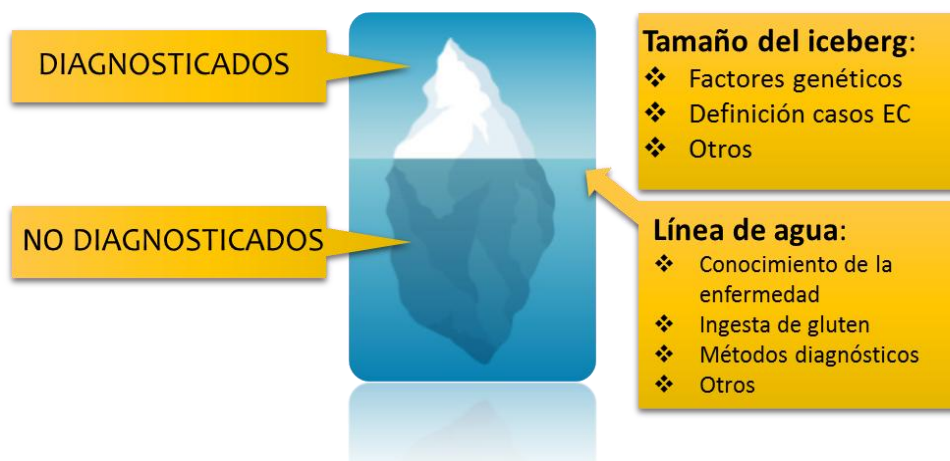 DIAGNOSTICADOS
NO DIAGNOSTICADOS
Tamaño del iceberg:
❖ Factores genéticos
❖ Definición casos EC
❖ Otros
Línea de agua:
❖ Conocimiento de la
enfermedad
❖ Ingesta de gluten
❖ Métodos diagnósticos
❖ Otros